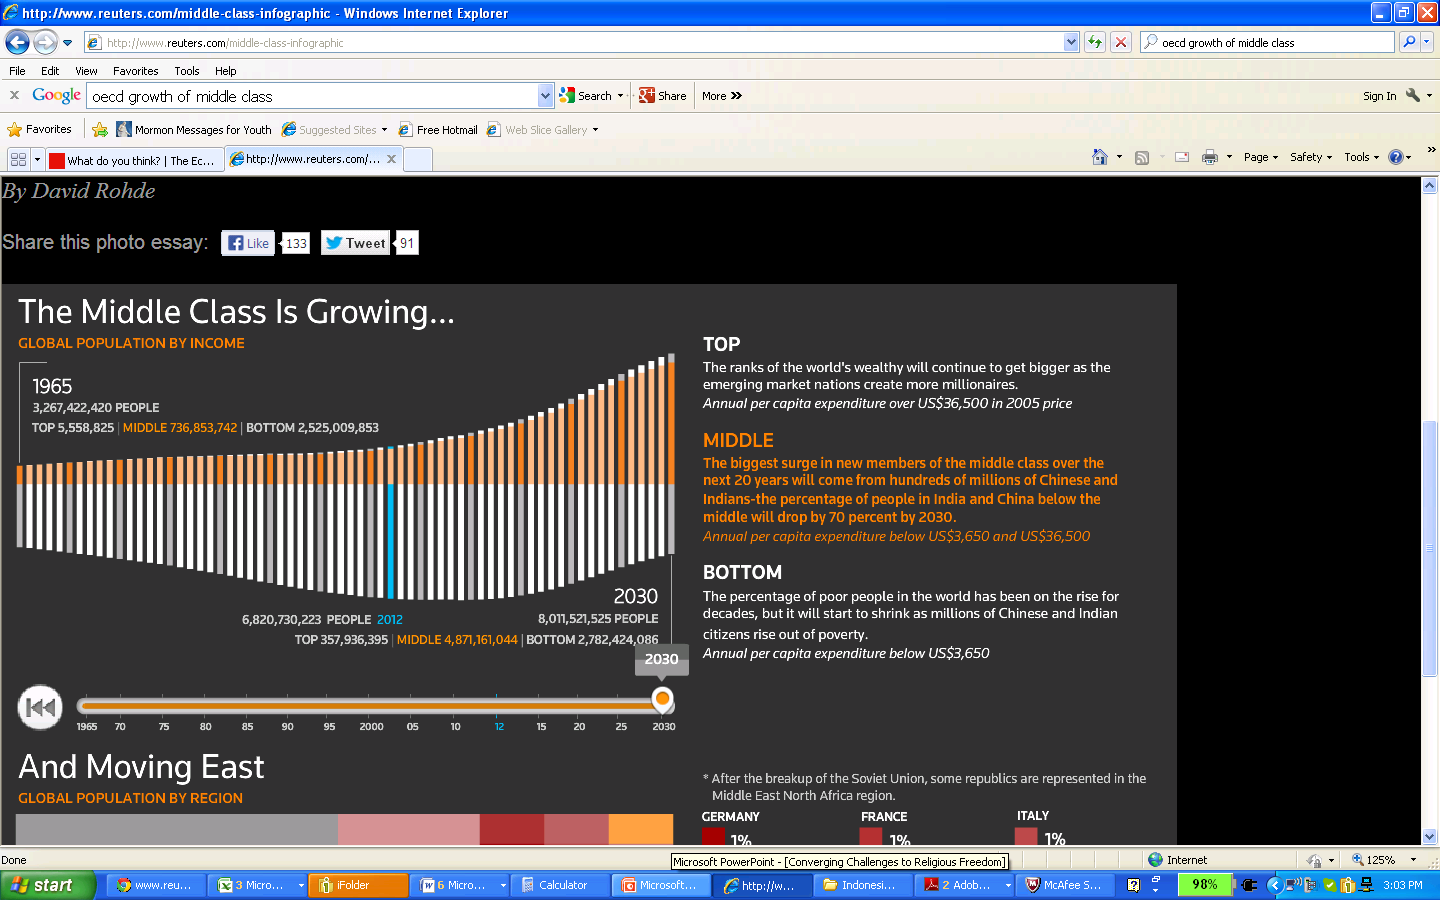 http://www.reuters.com/middle-class-infographic - Windows Internet Explorer
http://www.reuters.com/middle-class-infographic
oecd growth of middle class
File Edit View Favorites Tools Help
x Google oecd growth of middle class Search Share More » Sign In
Favorites Mormon Messages for Youth Suggested Sites Free Hotmail Web Slice Gallery
What do you think? | The Ec... http://www.reuters.com/... x Page Safety Tools »
By David Rohde
Share this photo essay: Like 133 Tweet 91
The Middle Class Is Growing...
GLOBAL POPULATION BY INCOME
1965
3,267,422,420 PEOPLE
TOP 5,558,825 | MIDDLE 736,853,742 | BOTTOM 2,525,009,853
2030
6,820,730,223 PEOPLE 2012 8,011,521,525 PEOPLE
TOP 357,936,395 | MIDDLE 4,871,161,044 | BOTTOM 2,782,424,086
2030
1965 70 75 80 85 90 95 2000 05 10 12 15 20 25 2030
TOP
The ranks of the world's wealthy will continue to get bigger as the
emerging market nations create more millionaires.
Annual per capita expenditure over US$36,500 in 2005 price
MIDDLE
The biggest surge in new members of the middle class over the
next 20 years will come from hundreds of millions of Chinese and
Indians-the percentage of people in India and China below the
middle will drop by 70 percent by 2030.
Annual per capita expenditure below US$3,650 and US$36,500
BOTTOM
The percentage of poor people in the world has been on the rise for
decades, but it will start to shrink as millions of Chinese and Indian
citizens rise out of poverty.
Annual per capita expenditure below US$3,650
And Moving East
GLOBAL POPULATION BY REGION
* After the breakup of the Soviet Union, some republics are represented in the
Middle East North Africa region.
GERMANY FRANCE ITALY
1% 1% 1%
Done Microsoft PowerPoint - [Converging Challenges to Religious Freedom] Internet 125%
start www.reu... 3 Micro... iFolder 6 Micro... Calculator Microsoft... http://w... Indonesi... 2 Adob... McAfee S... 98% 3:03 PM